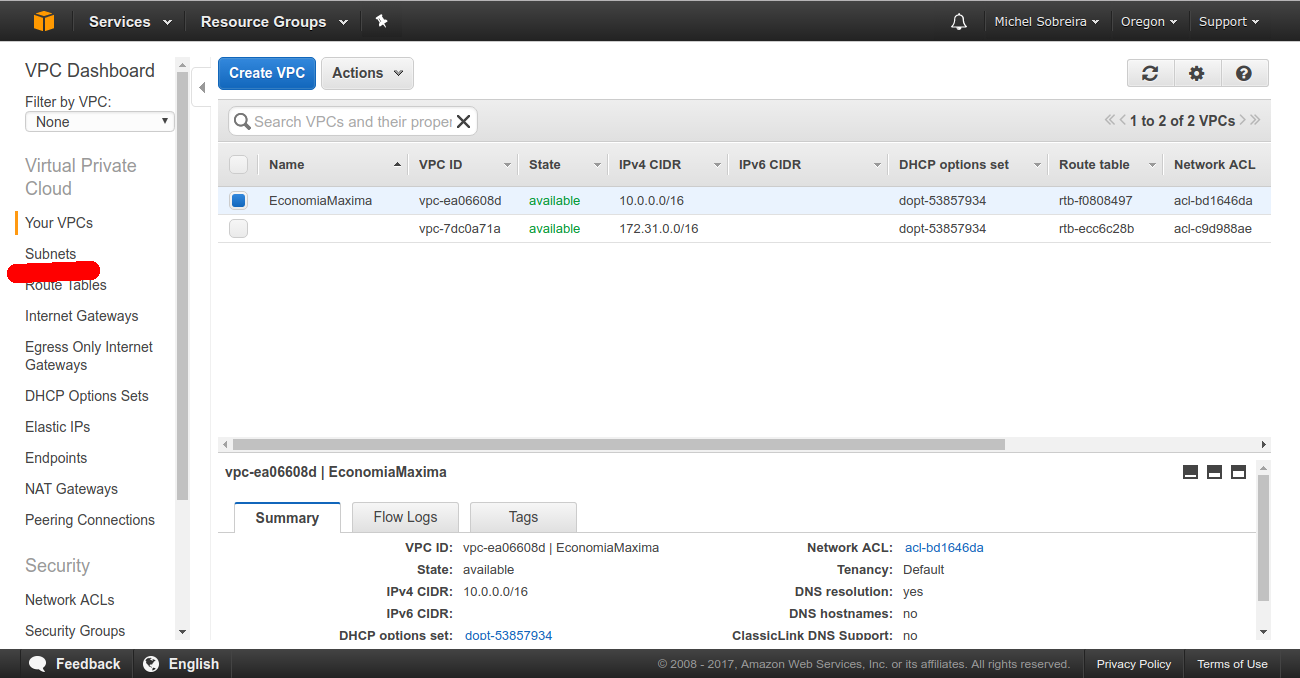 Services Resource Groups Michel Sobreira Oregon Support
VPC Dashboard
Filter by VPC:
None
Virtual Private
Cloud
Your VPCs
Subnets
Route Tables
Internet Gateways
Egress Only Internet
Gateways
DHCP Options Sets
Elastic IPs
Endpoints
NAT Gateways
Peering Connections
Security
Network ACLs
Security Groups
Create VPC Actions
Search VPCs and their proper 1 to 2 of 2 VPCs
Name VPC ID State IPv4 CIDR IPv6 CIDR DHCP options set Route table Network ACL
EconomiaMaxima vpc-ea06608d available 10.0.0.0/16 dopt-53857934 rtb-f0808497 acl-bd1646da
vpc-7dc0a71a available 172.31.0.0/16 dopt-53857934 rtb-ecc6c28b acl-c9d988ae
vpc-ea06608d | EconomiaMaxima
Summary Flow Logs Tags
VPC ID: vpc-ea06608d | EconomiaMaxima Network ACL: acl-bd1646da
State: available Tenancy: Default
IPv4 CIDR: 10.0.0.0/16 DNS resolution: yes
IPv6 CIDR: DNS hostnames: no
DHCP options set: dopt-53857934 ClassicLink DNS Support: no
Feedback English © 2008 - 2017, Amazon Web Services, Inc. or its affiliates. All rights reserved. Privacy Policy Terms of Use